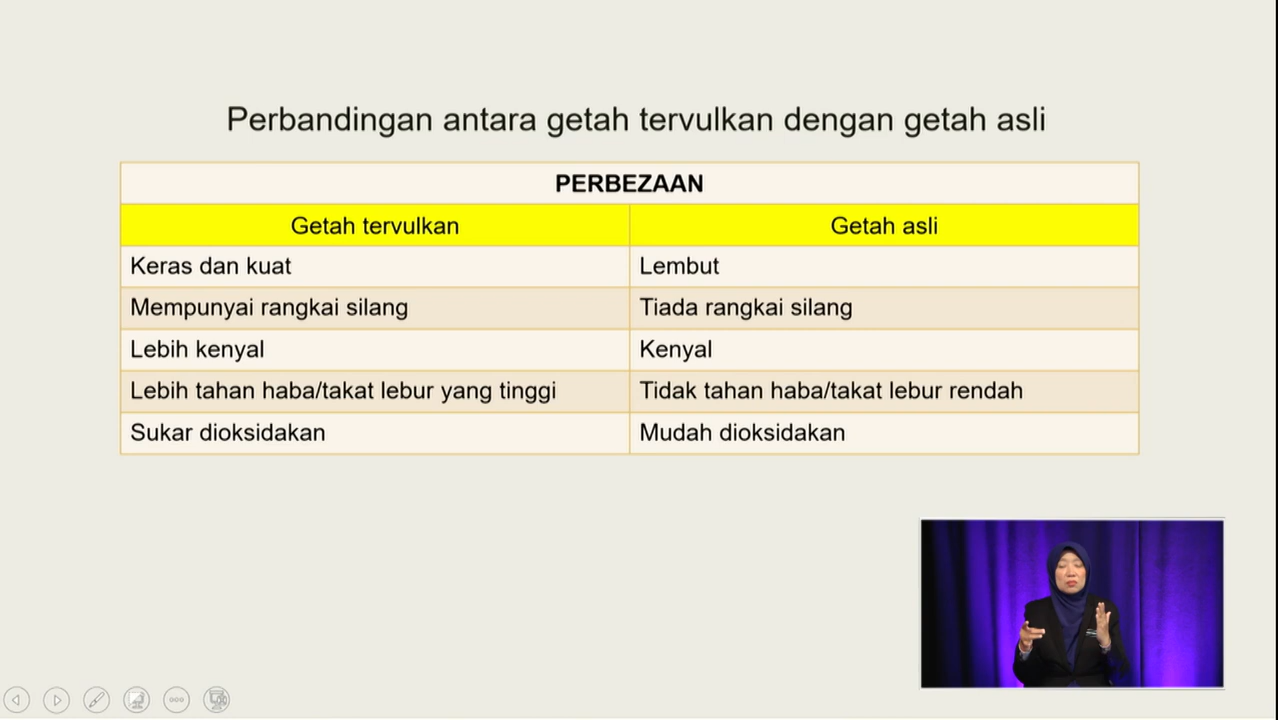 Perbandingan antara getah tervulkan dengan getah asli
PERBEZAAN
Getah tervulkan
Getah asli
Keras dan kuat
Lembut
Mempunyai rangkai silang
Tiada rangkai silang
Lebih kenyal
Kenyal
Lebih tahan haba/takat lebur yang tinggi
Tidak tahan haba/takat lebur rendah
Sukar dioksidakan
Mudah dioksidakan